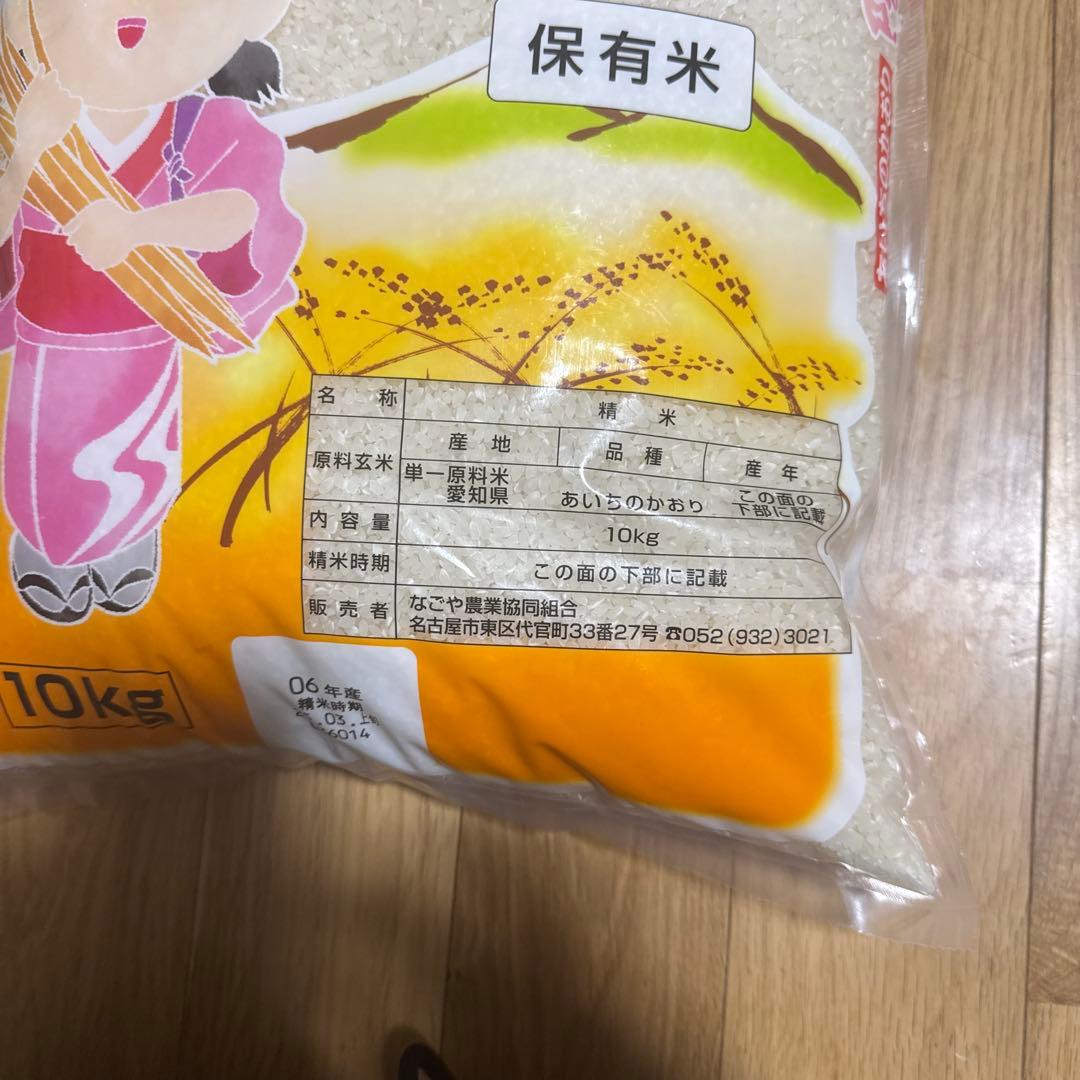 保有米
名称 精米
原料玄米 産地 品種 産年
単一原料米 愛知県 あいちのかおり この面の下部に記載
内容量 10kg
精米時期 この面の下部に記載
販売者 なごや農業協同組合
名古屋市東区代官町33番27号 ☎052(932)3021
10kg
06年産
精米時期
.03.上旬
6014